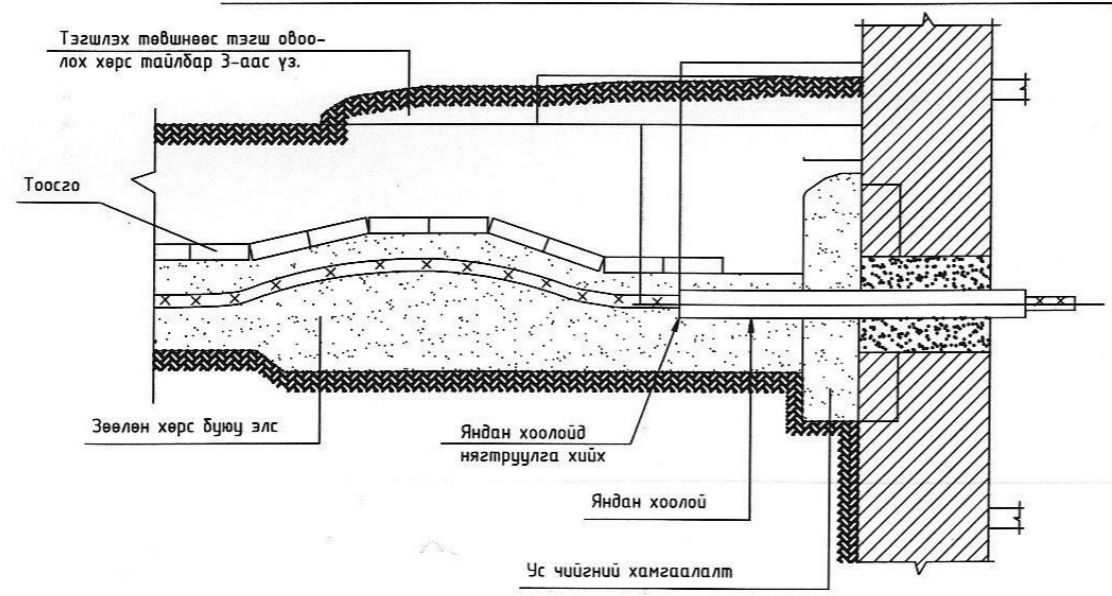 Тэгшлэх төвшнөөс тэгш овоо-
лох хөрс тайлбар 3-аас үз.
Тоосго
Зөөлөн хөрс буюу элс
Яндан хоолойд
нягтруулга хийх
Яндан хоолой
Ус чийгний хамгаалалт